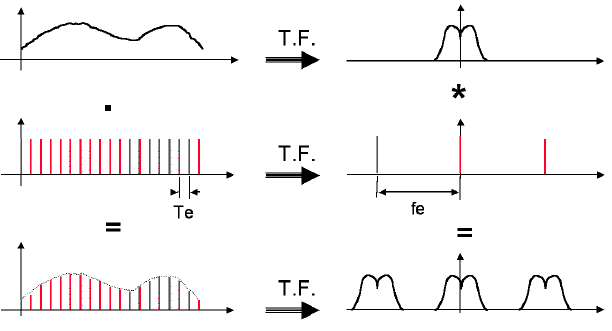 T.F.
. *
T.F.
Te
fe
= =
T.F.